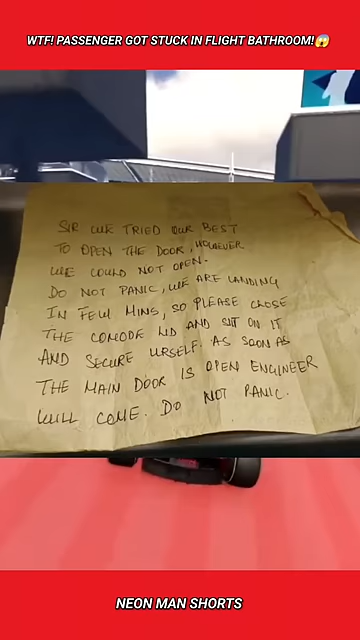 WTF! PASSENGER GOT STUCK IN FLIGHT BATHROOM!😱
SIR WE TRIED OUR BEST
TO OPEN THE DOOR, HOWEVER
WE COULD NOT OPEN.
DO NOT PANIC, WE ARE LANDING
IN FEW MINS, SO PLEASE CLOSE
THE COMODE LID AND SIT ON IT
AND SECURE URSELF. AS SOON AS
THE MAIN DOOR IS OPEN ENGINEER
WILL COME. DO NOT PANIC.
NEON MAN SHORTS